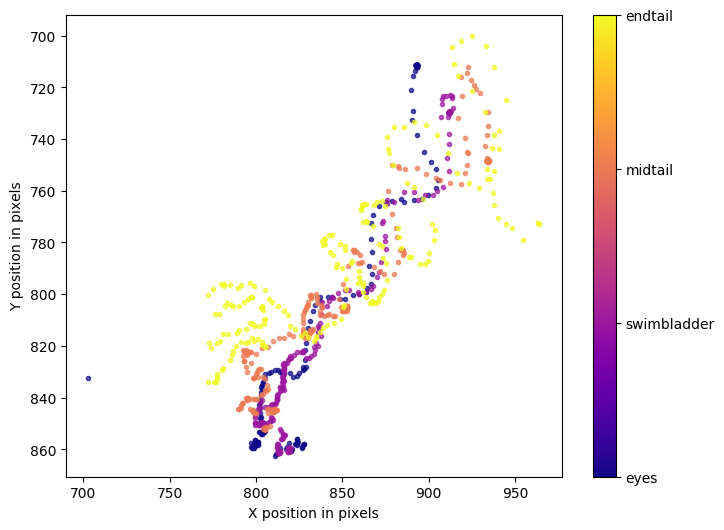 700
720
740
760
780
800
820
840
860
Y position in pixels
700
750
800
850
900
950
X position in pixels
endtail
midtail
swimbladder
eyes